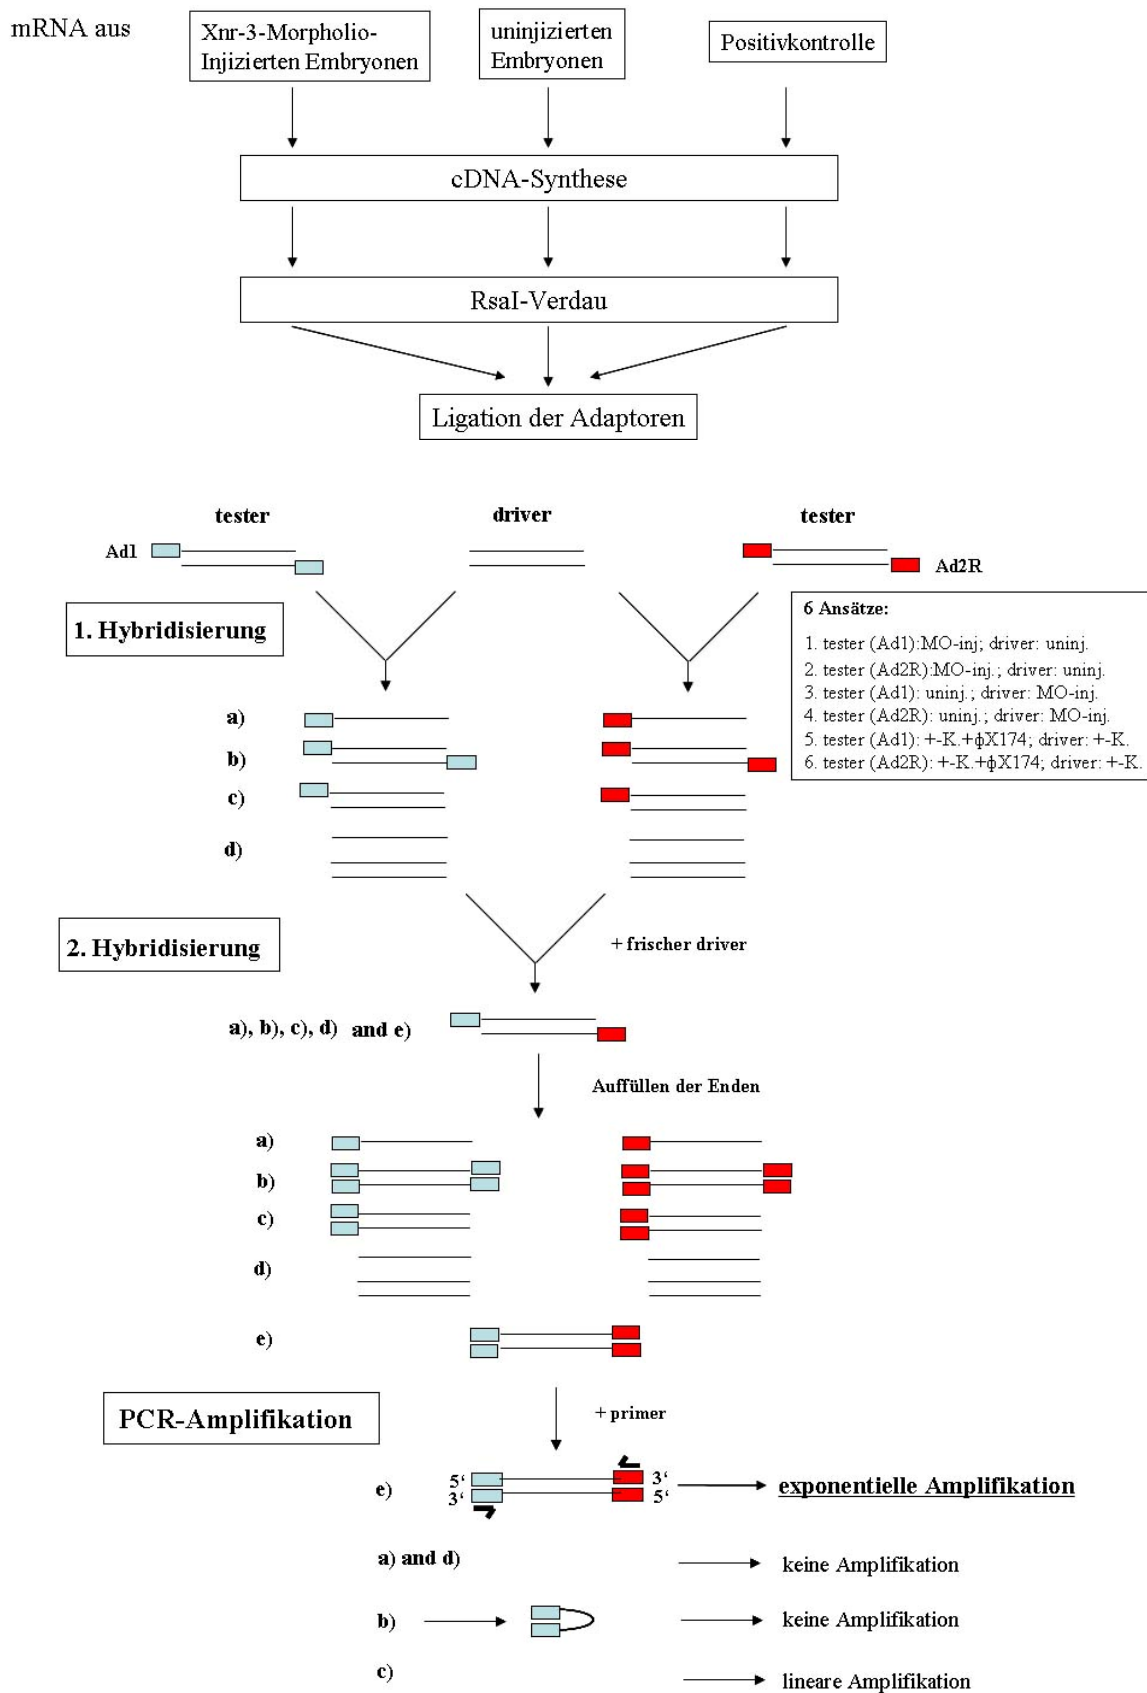 mRNA aus
Xnr-3-Morpholio-
Injizierten Embryonen
uninjizierten
Embryonen
Positivkontrolle
cDNA-Synthese
RsaI-Verdau
Ligation der Adaptoren
tester
driver
tester
Ad1
Ad2R
1. Hybridisierung
6 Ansätze:
1. tester (Ad1):MO-inj; driver: uninj.
2. tester (Ad2R):MO-inj.; driver: uninj.
3. tester (Ad1): uninj.; driver: MO-inj.
4. tester (Ad2R): uninj.; driver: MO-inj.
5. tester (Ad1): +-K.+ϕX174; driver: +-K.
6. tester (Ad2R): +-K.+ϕX174; driver: +-K.
a)
b)
c)
d)
2. Hybridisierung
+ frischer driver
a), b), c), d) and e)
Auffüllen der Enden
a)
b)
c)
d)
e)
PCR-Amplifikation
+ primer
e)
5‘
3‘
3‘
5‘
exponentielle Amplifikation
a) and d)
keine Amplifikation
b)
keine Amplifikation
c)
lineare Amplifikation